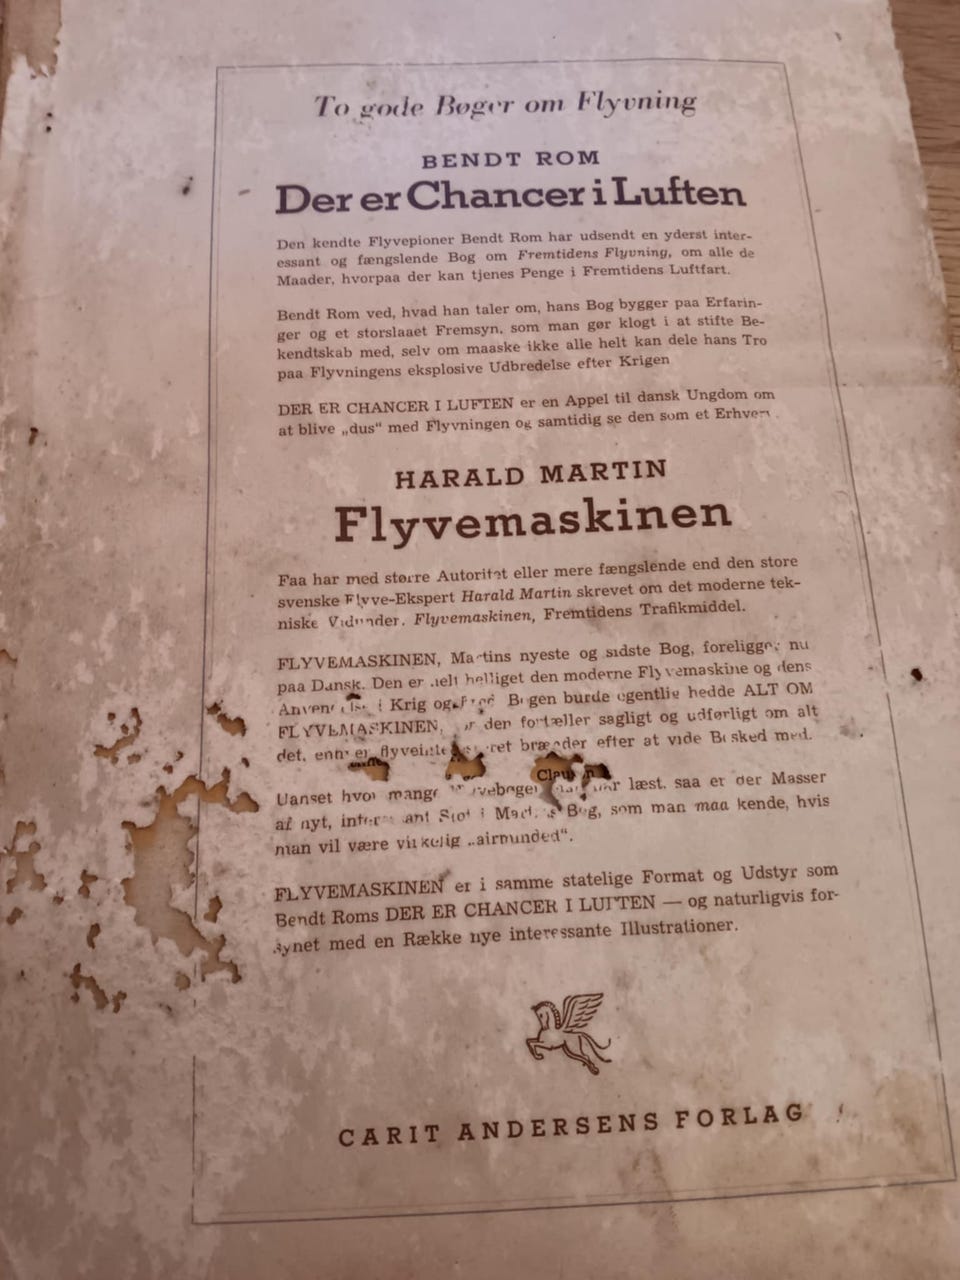 To gode Bøger om Flyvning
BENDT ROM
Der er Chancer i Luften
Den kendte Flyvepioner Bendt Rom har udsendt en yderst inter-
essant og fængslende Bog om Fremtidens Flyvning, om alle de
Maader, hvorpaa der kan tjenes Penge i Fremtidens Luftfart.
Bendt Rom ved, hvad han taler om, hans Bog bygger paa Erfarin-
ger og et storslaaet Fremsyn, som man gør klogt i at stifte Be-
kendtskab med, selv om maaske ikke alle helt kan dele hans Tro
paa Flyvningens eksplosive Udbredelse efter Krigen
DER ER CHANCER I LUFTEN er en Appel til dansk Ungdom om
at blive „dus“ med Flyvningen og samtidig se den som et Erhverv
HARALD MARTIN
Flyvemaskinen
Faa har med større Autoritet eller mere fængslende end den store
svenske Flyve-Ekspert Harald Martin skrevet om det moderne tek-
niske Vidunder, Flyvemaskinen, Fremtidens Trafikmiddel.
FLYVEMASKINEN, Martins nyeste og sidste Bog, foreligger nu
paa Dansk. Den er helt helliget den moderne Flyvemaskine og dens
i Krig og Bogen burde egentlig hedde ALT OM
FLYVEMASKINEN, der fortæller sagligt og udførligt om alt
det, brænder efter at vide Besked med.
Uanset hvor mange læst, saa er der Masser
af nyt, Bog, som man maa kende, hvis
man vil være virkelig „airminded“.
FLYVEMASKINEN er i samme statelige Format og Udstyr som
Bendt Roms DER ER CHANCER I LUFTEN — og naturligvis for-
synet med en Række nye interessante Illustrationer.
CARIT ANDERSENS FORLAG